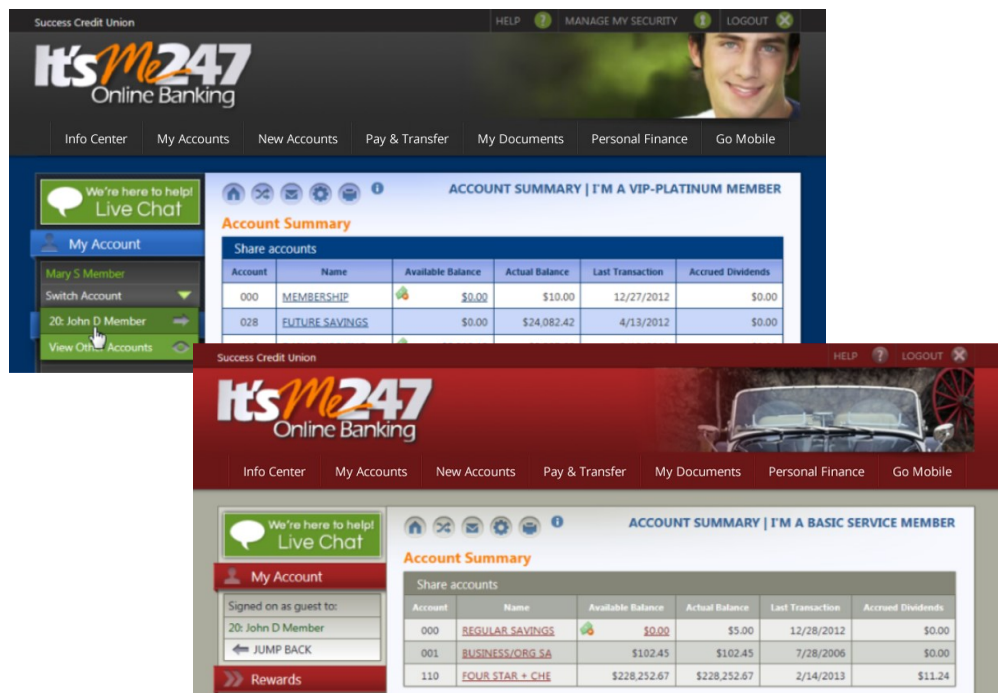 Success Credit Union
HELP MANAGE MY SECURITY LOGOUT
It'sMe247
Online Banking
Info Center My Accounts New Accounts Pay & Transfer My Documents Personal Finance Go Mobile
We're here to help!
Live Chat
ACCOUNT SUMMARY | I'M A VIP-PLATINUM MEMBER
Account Summary
My Account
Share accounts
Account Name Available Balance Actual Balance Last Transaction Accrued Dividends
Mary S Member
Switch Account
000 MEMBERSHIP $0.00 $10.00 12/27/2012 $0.00
20: John D Member
028 FUTURE SAVINGS $0.00 $24,082.42 4/13/2012 $0.00
View Other Accounts
Success Credit Union
HELP LOGOUT
It'sMe247
Online Banking
Info Center My Accounts New Accounts Pay & Transfer My Documents Personal Finance Go Mobile
We're here to help!
Live Chat
ACCOUNT SUMMARY | I'M A BASIC SERVICE MEMBER
Account Summary
My Account
Share accounts
Account Name Available Balance Actual Balance Last Transaction Accrued Dividends
Signed on as guest to:
20: John D Member
000 REGULAR SAVINGS $0.00 $5.00 12/28/2012 $0.00
JUMP BACK
001 BUSINESS/ORG SA $102.45 $102.45 7/28/2006 $0.00
Rewards
110 FOUR STAR + CHE $228,252.67 $228,252.67 2/14/2013 $11.24